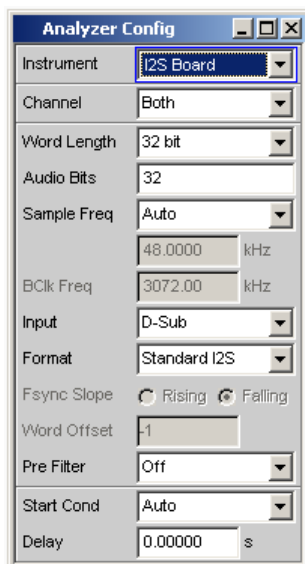 Analyzer Config
Instrument I2S Board
Channel Both
Word Length 32 bit
Audio Bits 32
Sample Freq Auto
48.0000 kHz
BClk Freq 3072.00 kHz
Input D-Sub
Format Standard I2S
Fsync Slope Rising Falling
Word Offset -1
Pre Filter Off
Start Cond Auto
Delay 0.00000 s